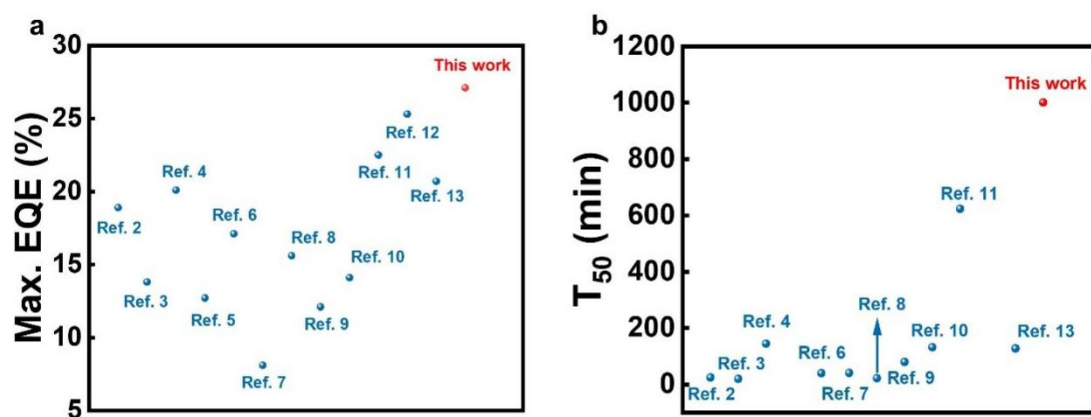 a
Max. EQE (%)
30
25
20
15
10
5
This work
Ref. 12
Ref. 11
Ref. 4
Ref. 13
Ref. 2
Ref. 6
Ref. 8
Ref. 10
Ref. 3
Ref. 5
Ref. 9
Ref. 7
b
T50 (min)
1200
1000
800
600
400
200
0
This work
Ref. 11
Ref. 8
Ref. 4
Ref. 10
Ref. 13
Ref. 6
Ref. 3
Ref. 9
Ref. 2
Ref. 7